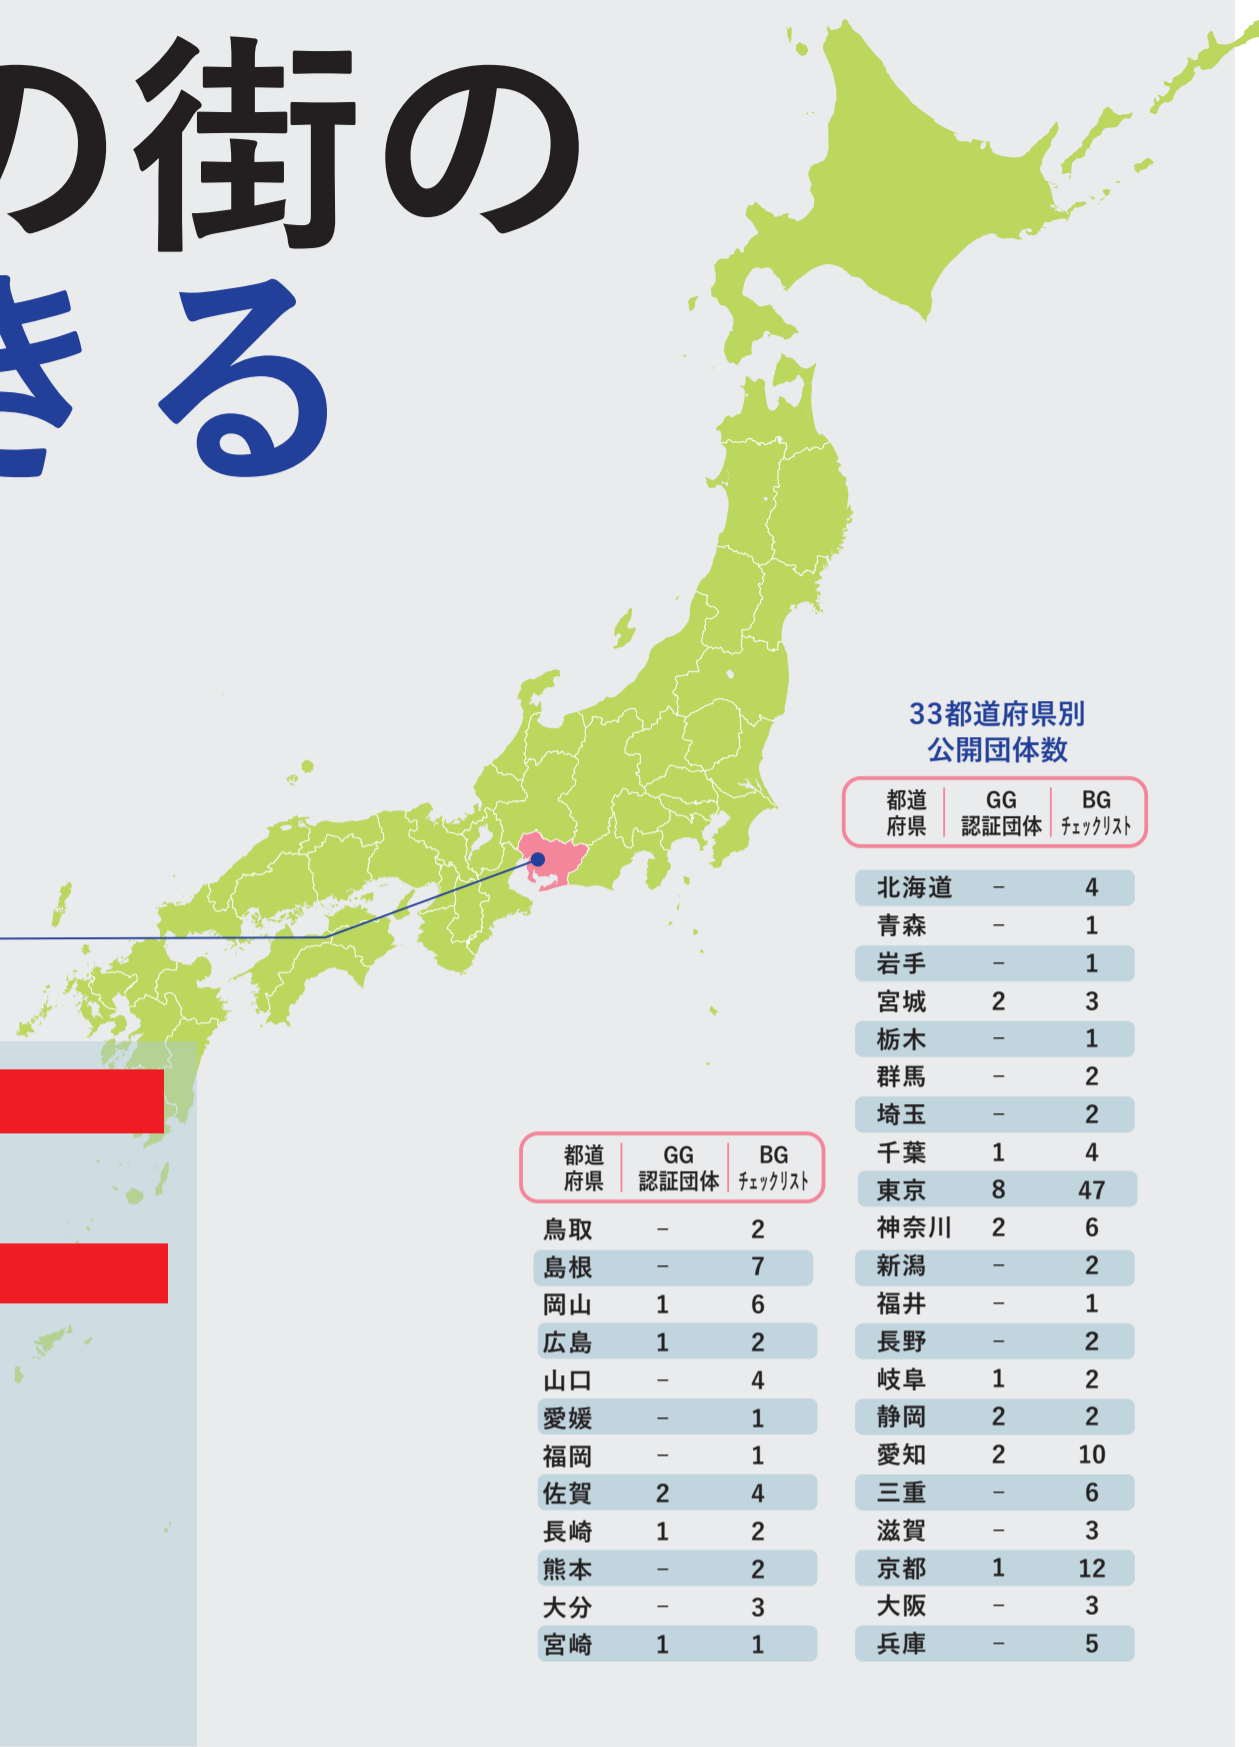 の街の
きる
33都道府県別
公開団体数
都道府県 GG認証団体 BGチェックリスト
北海道 − 4
青森 − 1
岩手 − 1
宮城 2 3
栃木 − 1
群馬 − 2
埼玉 − 2
千葉 1 4
東京 8 47
神奈川 2 6
新潟 − 2
福井 − 1
長野 − 2
岐阜 1 2
静岡 2 2
愛知 2 10
三重 − 6
滋賀 − 3
京都 1 12
大阪 − 3
兵庫 − 5
都道府県 GG認証団体 BGチェックリスト
鳥取 − 2
島根 − 7
岡山 1 6
広島 1 2
山口 − 4
愛媛 − 1
福岡 − 1
佐賀 2 4
長崎 1 2
熊本 − 2
大分 − 3
宮崎 1 1